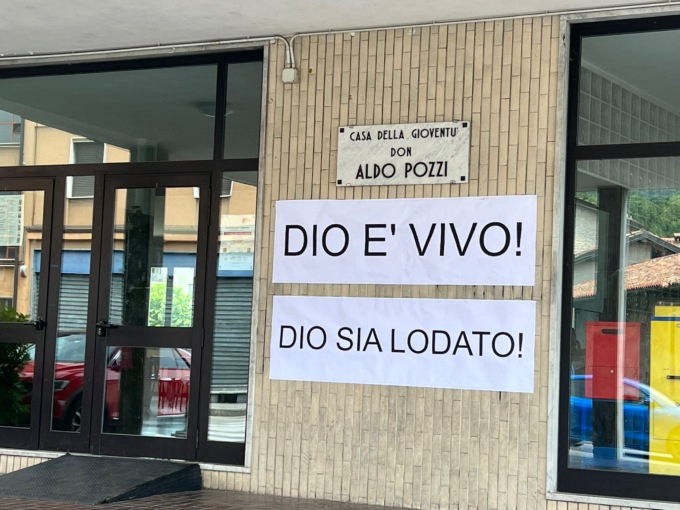 CASA DELLA GIOVENTU'
DON
ALDO POZZI
DIO E' VIVO!
DIO SIA LODATO!